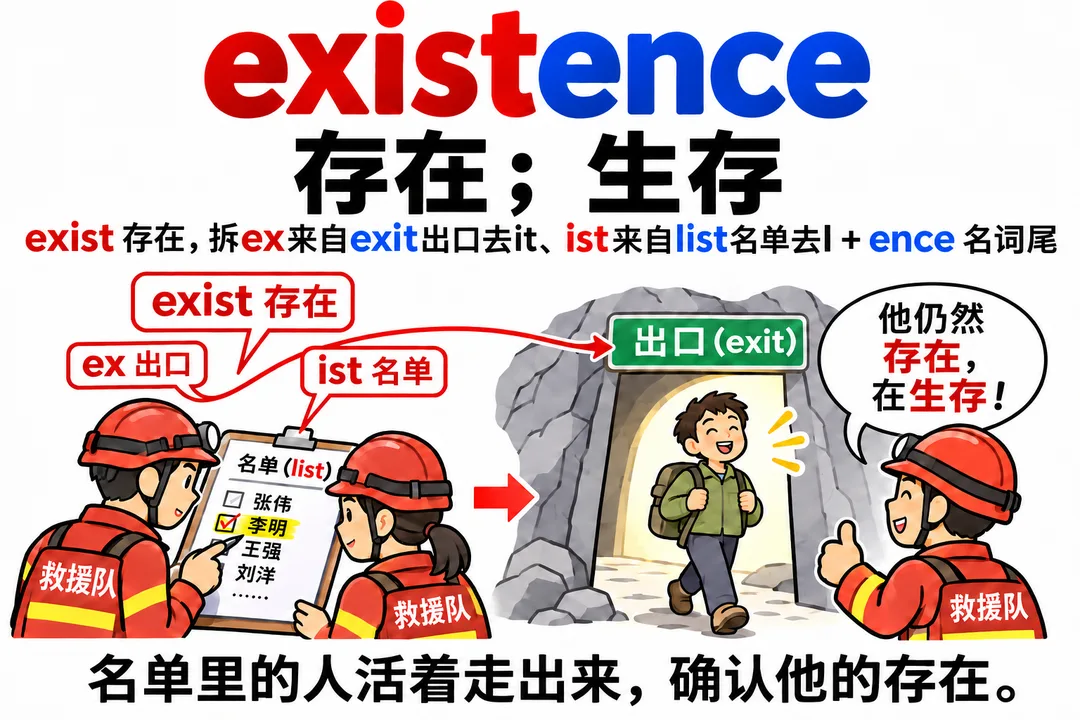 existence
存在；生存
exist 存在，拆ex来自exit出口去it、ist来自list名单去l + ence 名词尾
exist 存在
ex 出口
ist 名单
名单(list)
张伟
李明
王强
刘洋
……
救援队
救援队
出口(exit)
他仍然
存在，
在生存！
救援队
名单里的人活着走出来，确认他的存在。